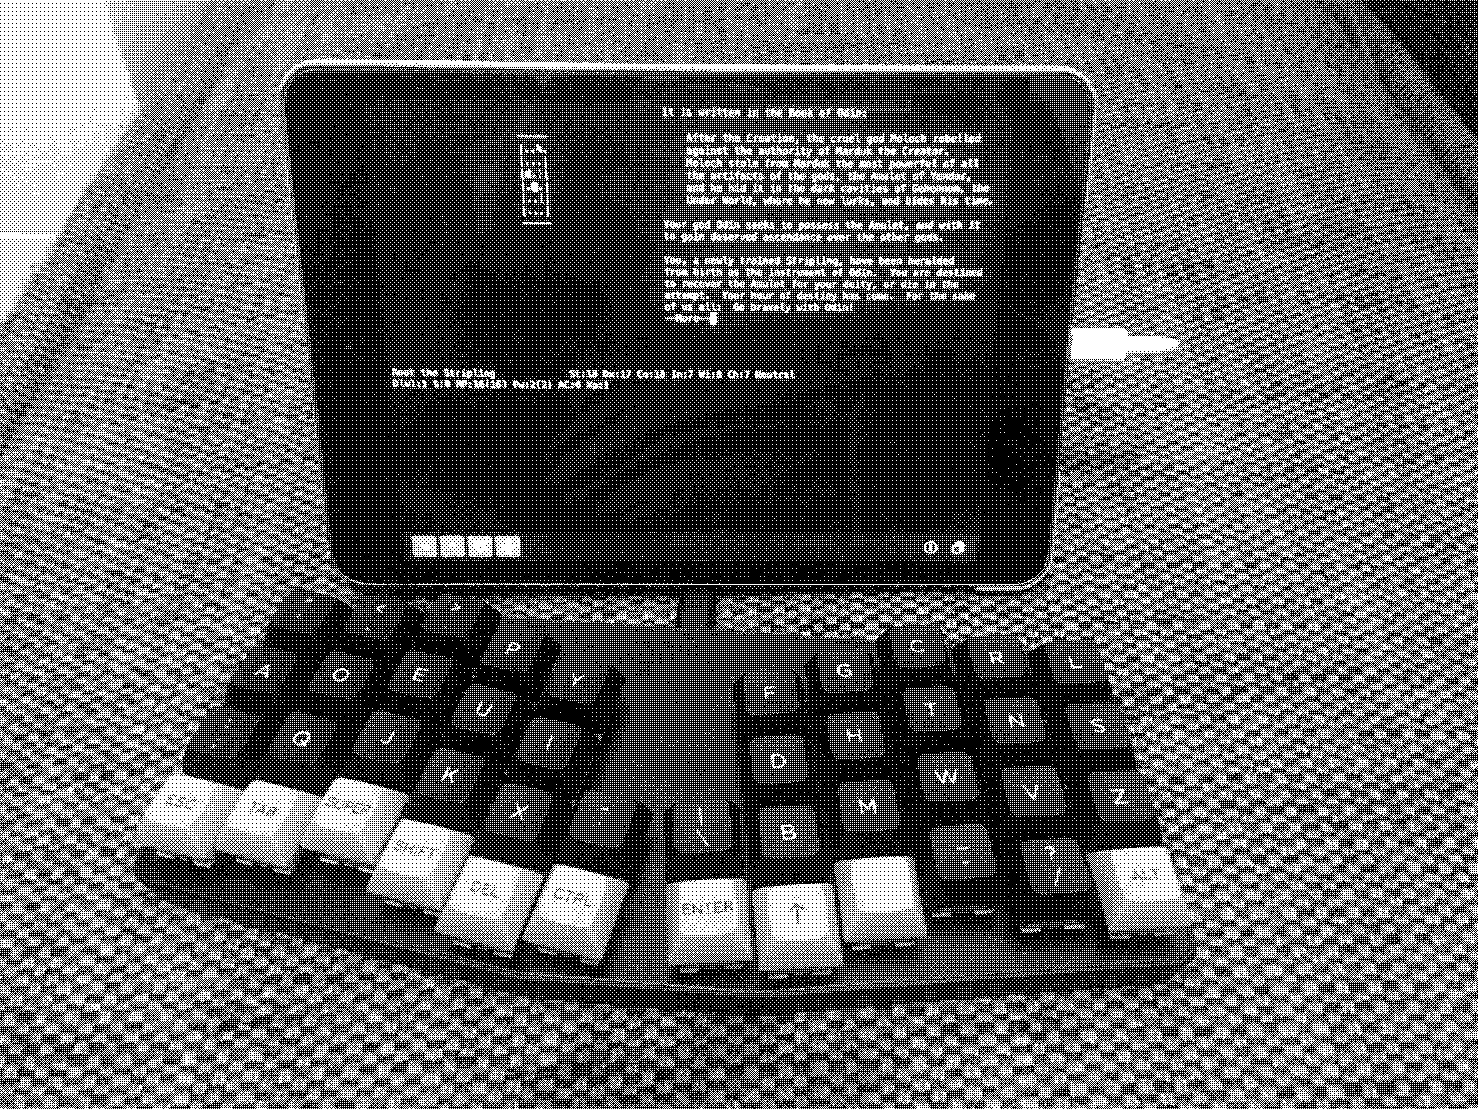 It is written in the Book of Odin:
After the Creation, the cruel god Moloch rebelled
against the authority of Marduk the Creator.
Moloch stole from Marduk the most powerful of all
the artifacts of the gods, the Amulet of Yendor,
and he hid it in the dark cavities of Gehennom, the
Under World, where he now lurks, and bides his time.
Your god Odin seeks to possess the Amulet, and with it
to gain deserved ascendance over the other gods.
You, a newly trained Stripling, have been heralded
from birth as the instrument of Odin. You are destined
to recover the Amulet for your deity, or die in the
attempt. Your hour of destiny has come. For the sake
of us all: Go bravely with Odin!
--More--
the Stripling St:18 Dx:17 Co:18 In:7 Wi:8 Ch:7 Neutral
Dlvl:1 $:0 HP:16(16) Pw:2(2) AC:6 Xp:1
< >
P G C R L
A O E Y F
U T N S
Q J I D H
K W V Z
ESC TAB SUPER X - | \ B M
SHIFT = ? /
DEL CTRL ENTER ↑ ALT